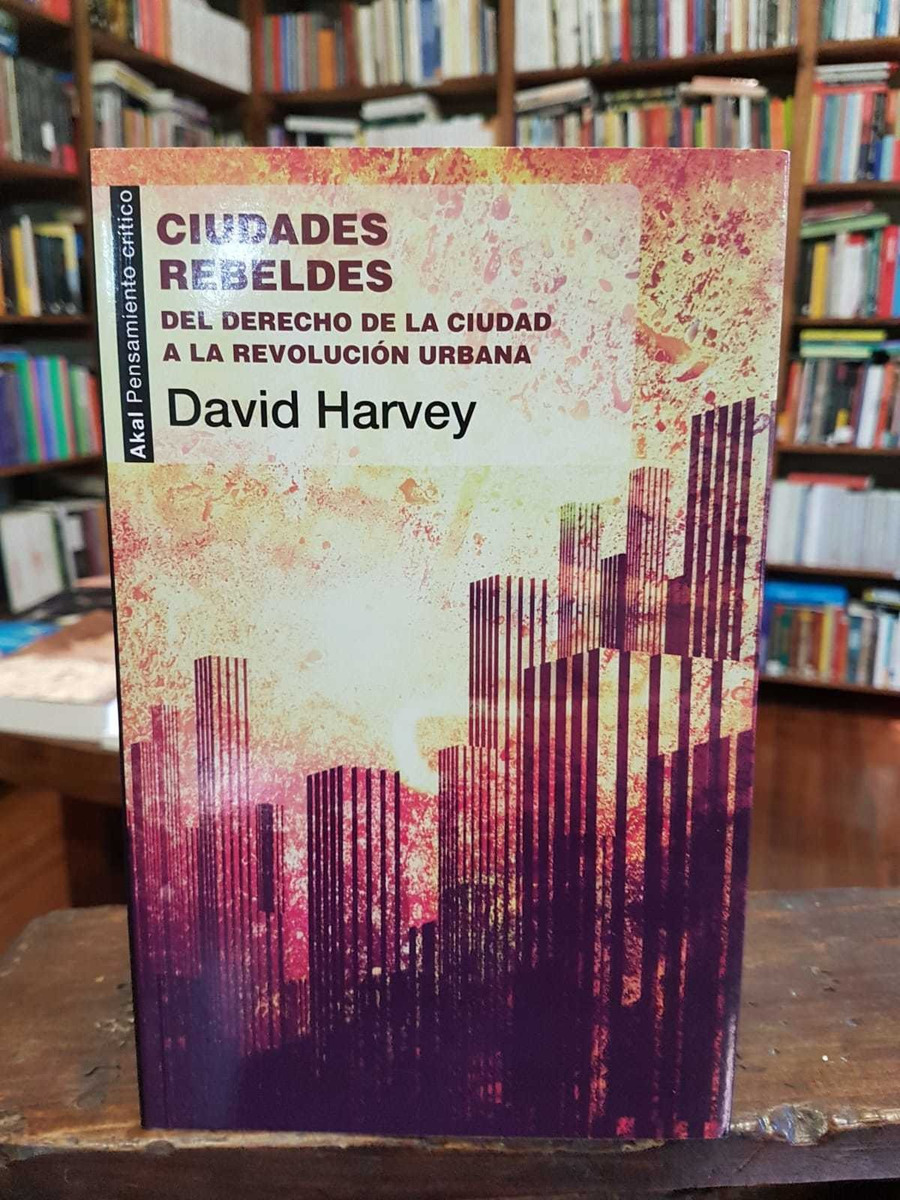 Akal Pensamiento crítico
CIUDADES
REBELDES
DEL DERECHO DE LA CIUDAD
A LA REVOLUCIÓN URBANA
David Harvey